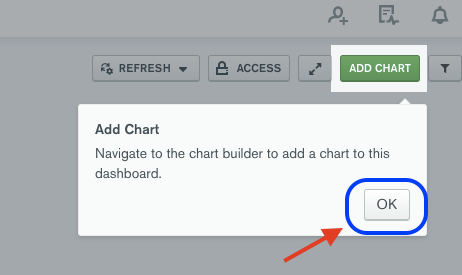 REFRESH ACCESS ADD CHART
Add Chart
Navigate to the chart builder to add a chart to this
dashboard.
OK